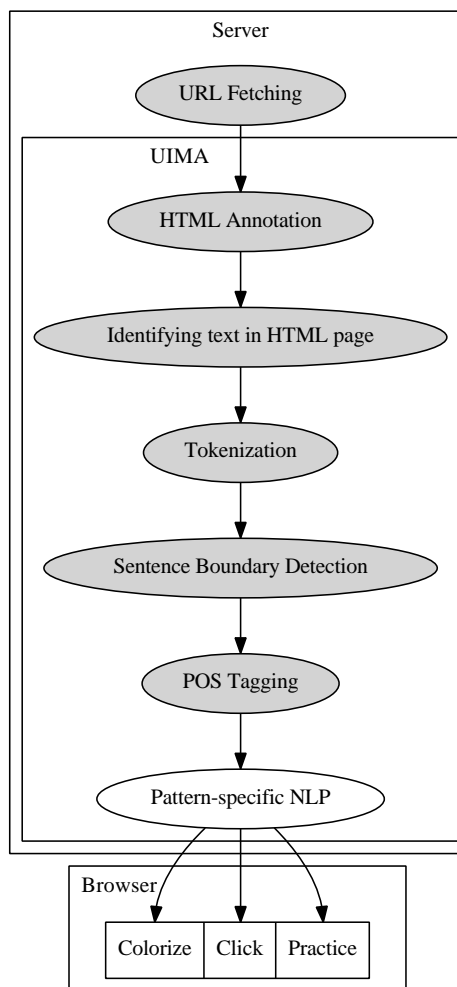 Server
URL Fetching
UIMA
HTML Annotation
Identifying text in HTML page
Tokenization
Sentence Boundary Detection
POS Tagging
Pattern-specific NLP
Browser
Colorize Click Practice